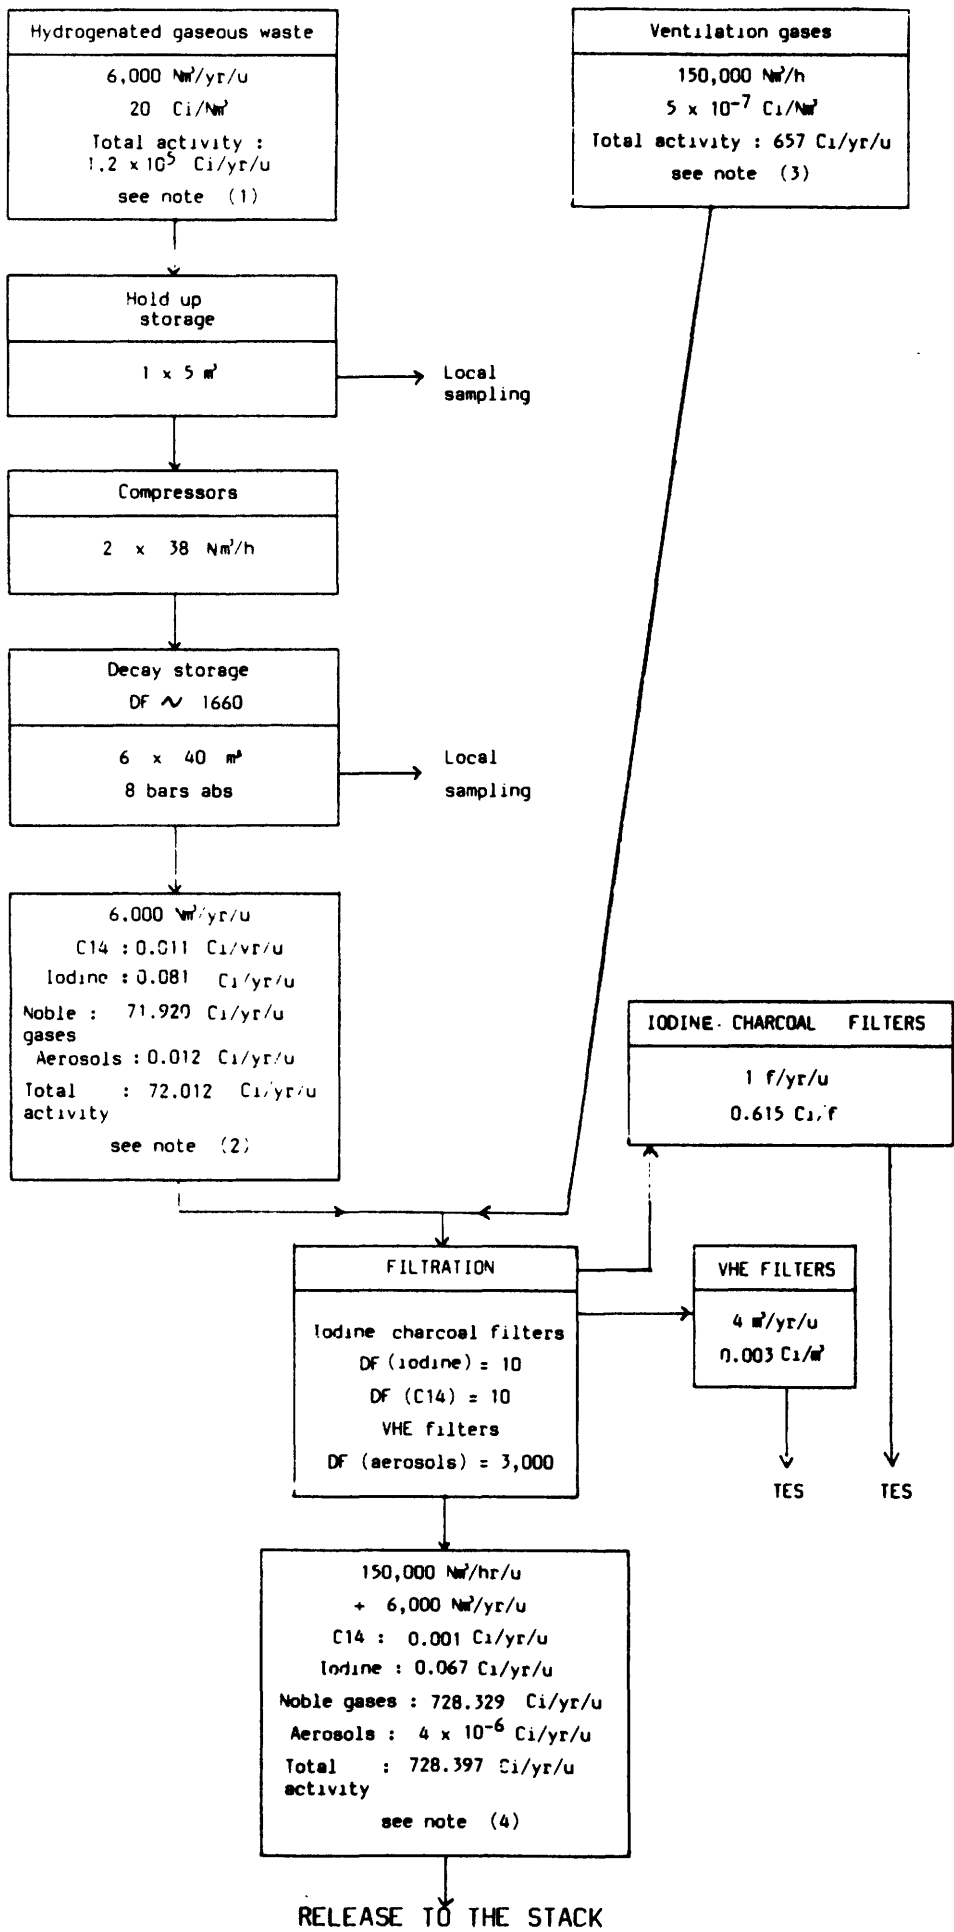 Hydrogenated gaseous waste
6,000 Nm³/yr/u
20 Ci/Nm³
Total activity :
1.2 x 10⁵ Ci/yr/u
see note (1)
Ventilation gases
150,000 Nm³/h
5 x 10⁻⁷ Ci/Nm³
Total activity : 657 Ci/yr/u
see note (3)
Hold up
storage
1 x 5 m³
Local
sampling
Compressors
2 x 38 Nm³/h
Decay storage
DF ~ 1660
6 x 40 m³
8 bars abs
Local
sampling
6.000 Nm³/yr/u
C14 : 0.011 Ci/yr/u
Iodine : 0.081 Ci/yr/u
Noble : 71.920 Ci/yr/u
gases
Aerosols : 0.012 Ci/yr/u
Total : 72.012 Ci/yr/u
activity
see note (2)
IODINE. CHARCOAL FILTERS
1 f/yr/u
0.615 Ci/f
FILTRATION
Iodine charcoal filters
DF (iodine) = 10
DF (C14) = 10
VHE filters
DF (aerosols) = 3,000
VHE FILTERS
4 m³/yr/u
0.003 Ci/m³
TES TES
150,000 Nm³/hr/u
+ 6,000 Nm³/yr/u
C14 : 0.001 Ci/yr/u
Iodine : 0.067 Ci/yr/u
Noble gases : 728.329 Ci/yr/u
Aerosols : 4 x 10⁻⁶ Ci/yr/u
Total : 728.397 Ci/yr/u
activity
see note (4)
RELEASE TO THE STACK